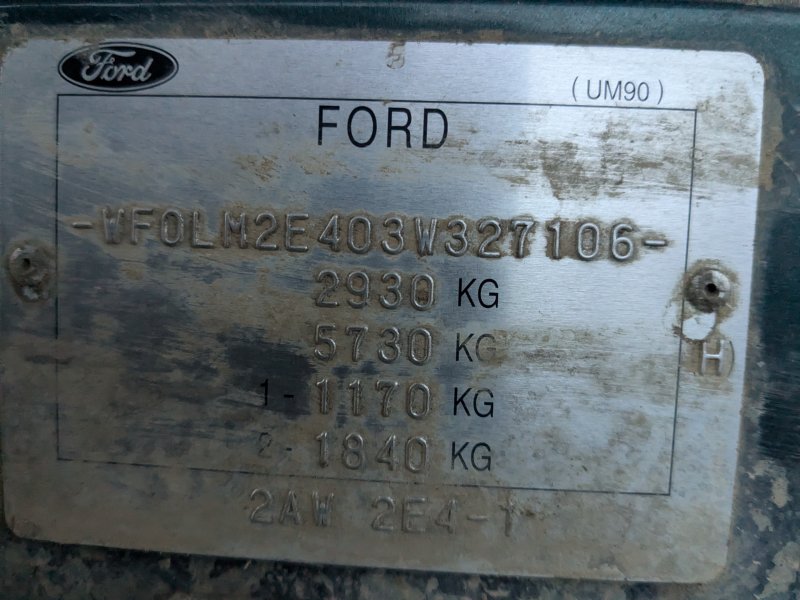 Ford
(UM90)
FORD
-WF0LM2E403W327106-
2930 KG
5730 KG
1- 1170 KG
2- 1840 KG
2AW 2E4-1
H